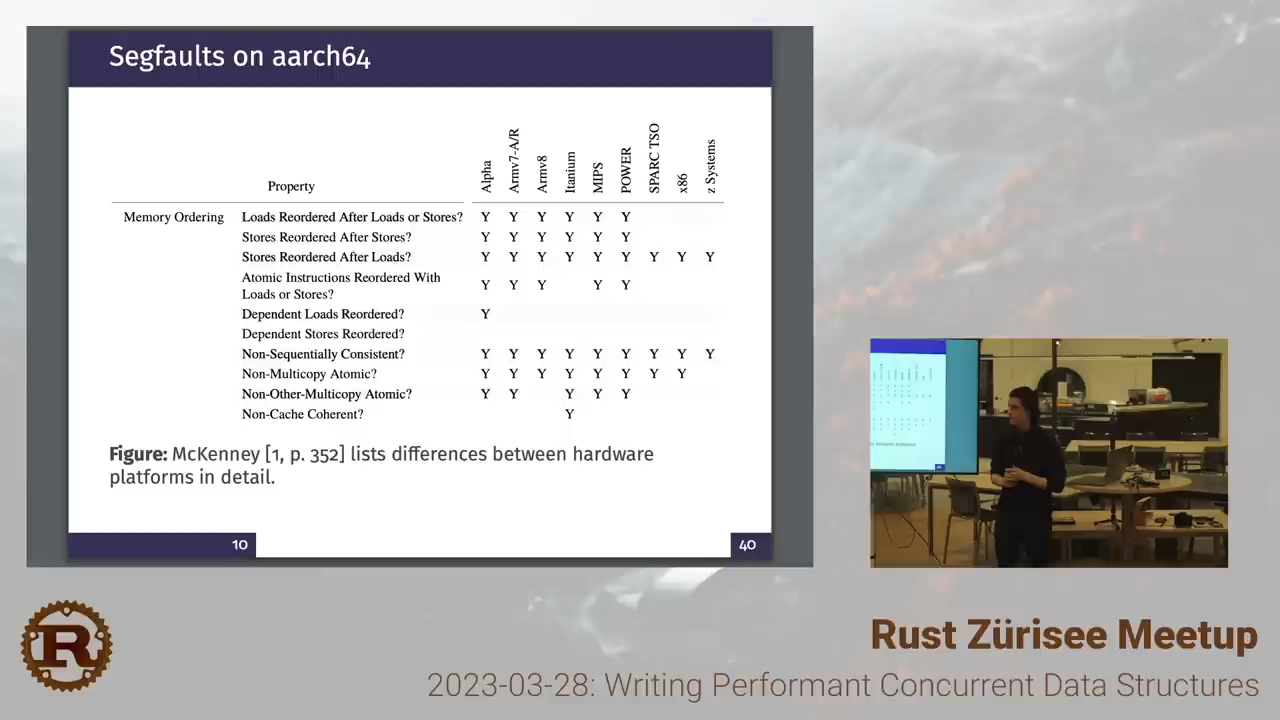 Segfaults on aarch64
Alpha
Armv7-A/R
Armv8
Itanium
MIPS
POWER
SPARC TSO
x86
z Systems
Property
Memory Ordering Loads Reordered After Loads or Stores? Y Y Y Y Y Y
Stores Reordered After Stores? Y Y Y Y Y Y
Stores Reordered After Loads? Y Y Y Y Y Y Y Y Y
Atomic Instructions Reordered With
Loads or Stores? Y Y Y Y Y
Dependent Loads Reordered? Y
Dependent Stores Reordered?
Non-Sequentially Consistent? Y Y Y Y Y Y Y Y Y
Non-Multicopy Atomic? Y Y Y Y Y Y Y Y
Non-Other-Multicopy Atomic? Y Y Y Y Y
Non-Cache Coherent? Y
Figure: McKenney [1, p. 352] lists differences between hardware
platforms in detail.
10
40
R
Rust Zürisee Meetup
2023-03-28: Writing Performant Concurrent Data Structures